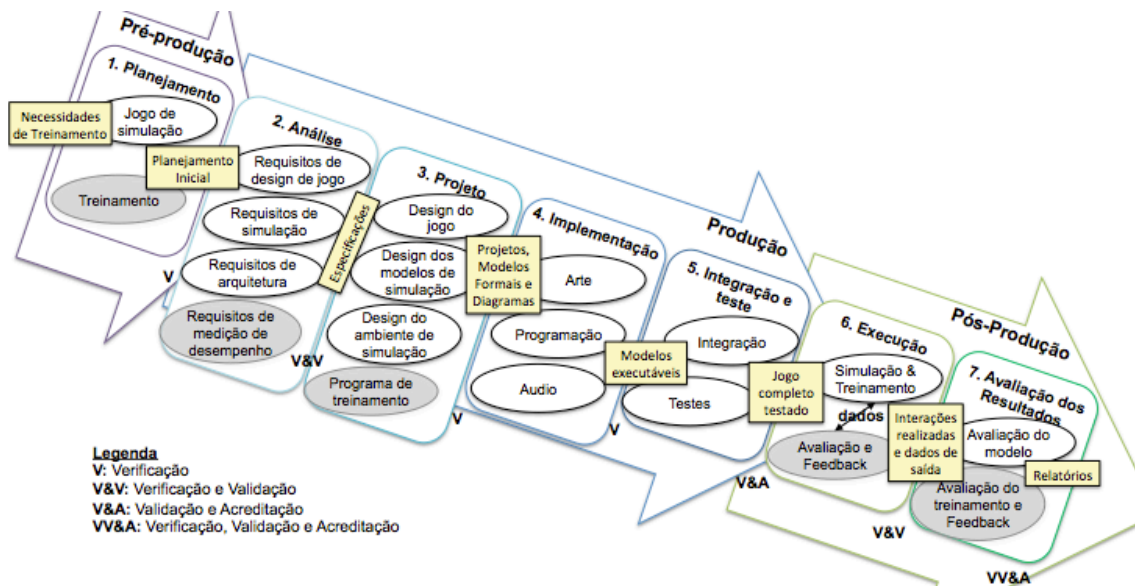 Pré-produção
1. Planejamento
Necessidades
de Treinamento
Jogo de
simulação
Treinamento
Planejamento
Inicial
V
2. Análise
Requisitos de
design de jogo
Requisitos de
simulação
Requisitos de
arquitetura
Requisitos de
medição de
desempenho
Especificações
V&V
Produção
3. Projeto
Design do
jogo
Design dos
modelos de
simulação
Design do
ambiente de
simulação
Programa de
treinamento
Projetos,
Modelos
Formais e
Diagramas
V
4. Implementação
Arte
Programação
Audio
Modelos
executáveis
V
5. Integração e
teste
Integração
Testes
Jogo
completo
testado
V&A
Pós-Produção
6. Execução
Simulação &
Treinamento
dados
Avaliação e
Feedback
Interações
realizadas
e dados de
saída
V&V
7. Avaliação dos
Resultados
Avaliação do
modelo
Relatórios
Avaliação do
treinamento e
Feedback
VV&A
Legenda
V: Verificação
V&V: Verificação e Validação
V&A: Validação e Acreditação
VV&A: Verificação, Validação e Acreditação